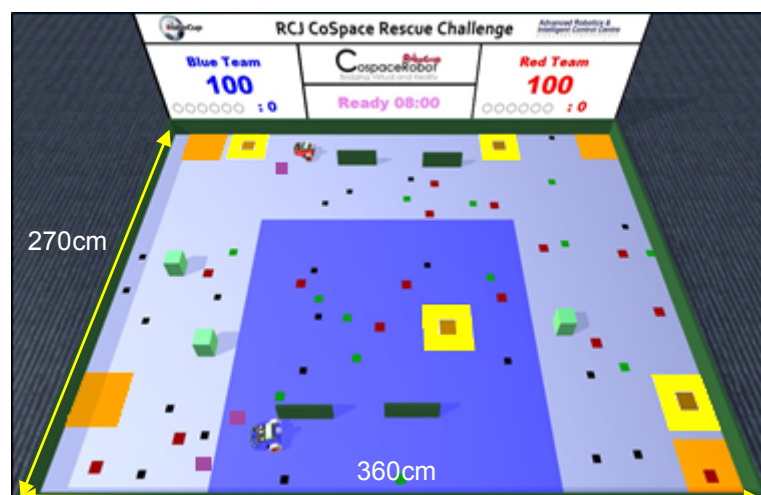 RCJ CoSpace Rescue Challenge
Advanced Robotics &
Intelligent Control Centre
Blue Team
100
: 0
CospaceRobot
Ready 08:00
Red Team
100
: 0
270cm
360cm